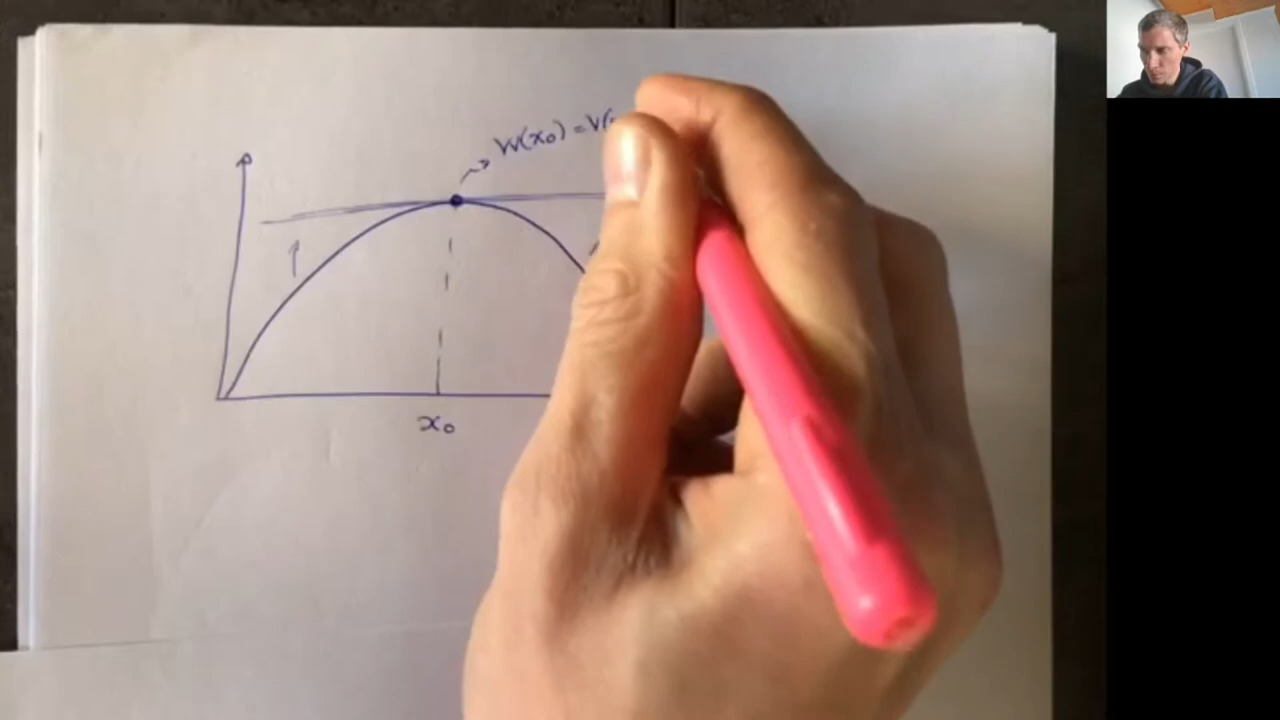 W(x₀) = V(
x₀